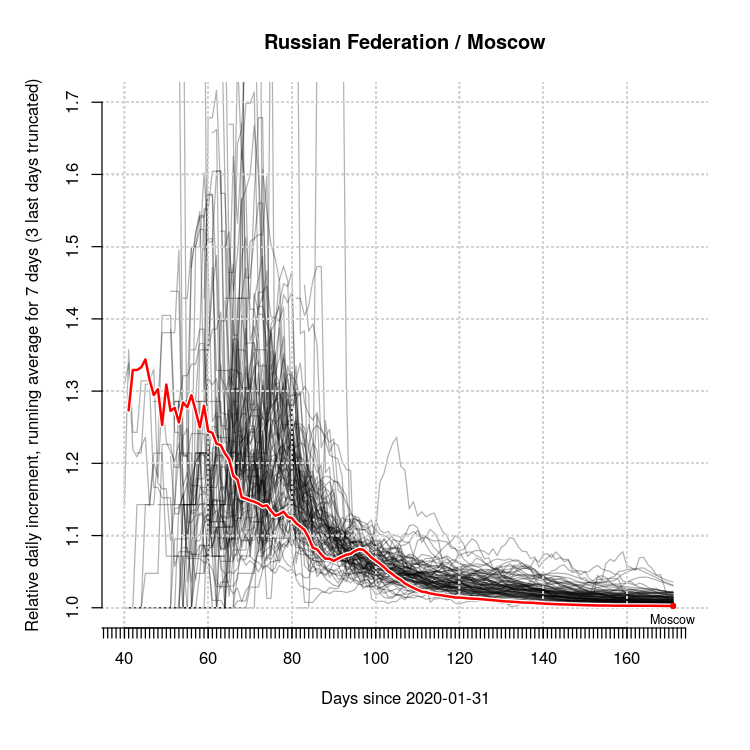 Russian Federation / Moscow
Relative daily increment, running average for 7 days (3 last days truncated)
1.7
1.6
1.5
1.4
1.3
1.2
1.1
1.0
Moscow
40 60 80 100 120 140 160
Days since 2020-01-31